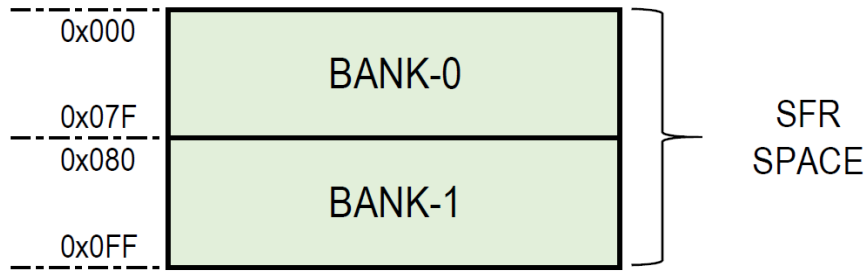 0x000
BANK-0
0x07F
0x080
BANK-1
0x0FF
SFR
SPACE